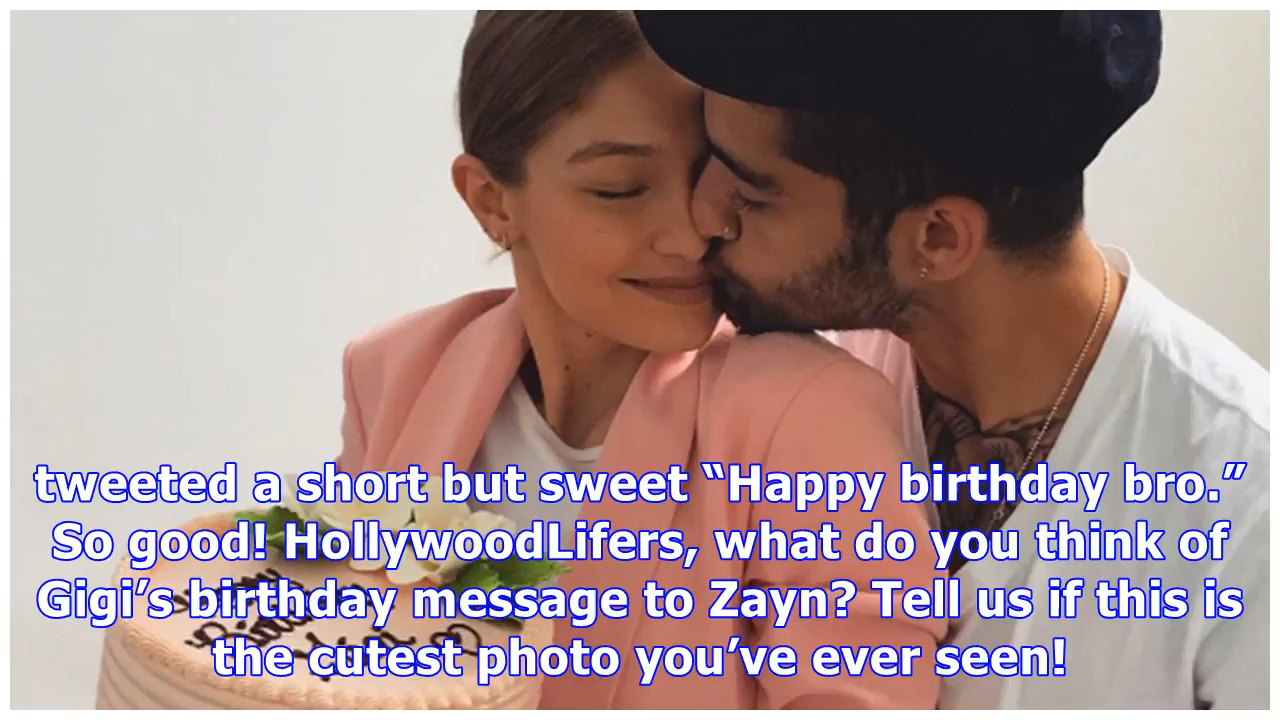 tweeted a short but sweet “Happy birthday bro.”
So good! HollywoodLifers, what do you think of
Gigi’s birthday message to Zayn? Tell us if this is
the cutest photo you’ve ever seen!